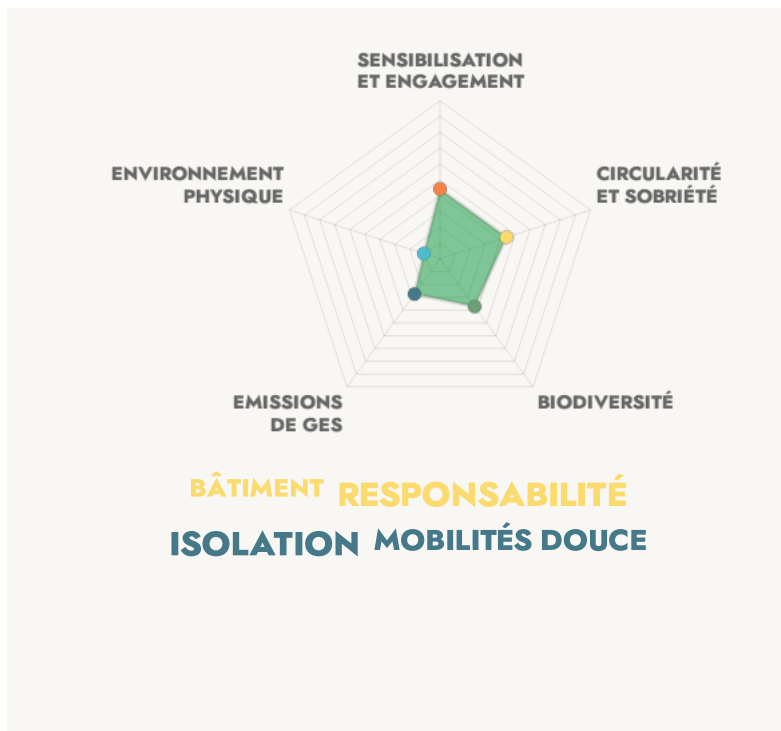 SENSIBILISATION
ET ENGAGEMENT
ENVIRONNEMENT
PHYSIQUE
CIRCULARITÉ
ET SOBRIÉTÉ
EMISSIONS
DE GES
BIODIVERSITÉ
BÂTIMENT RESPONSABILITÉ
ISOLATION MOBILITÉS DOUCE